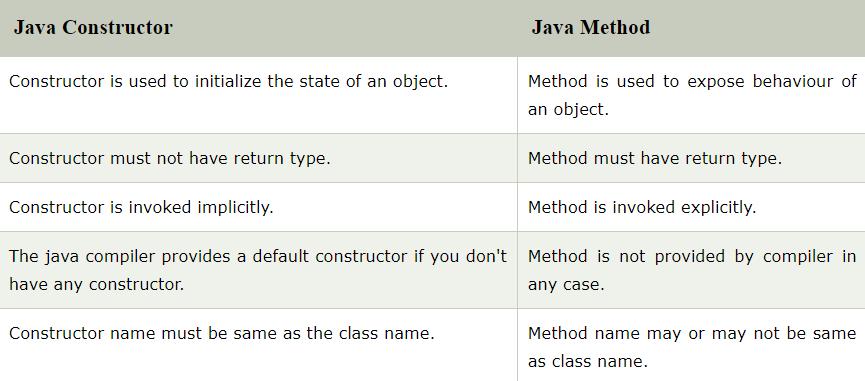 Java Constructor
Java Method
Constructor is used to initialize the state of an object.
Method is used to expose behaviour of
an object.
Constructor must not have return type.
Method must have return type.
Constructor is invoked implicitly.
Method is invoked explicitly.
The java compiler provides a default constructor if you don't
have any constructor.
Method is not provided by compiler in
any case.
Constructor name must be same as the class name.
Method name may or may not be same
as class name.